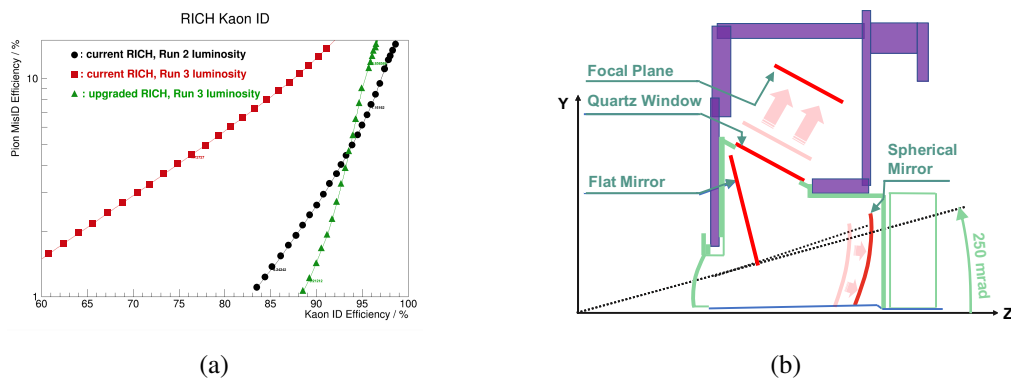 RICH Kaon ID
Pion MisID Efficiency / %
: current RICH, Run 2 luminosity
: current RICH, Run 3 luminosity
: upgraded RICH, Run 3 luminosity
10
1
60 65 70 75 80 85 90 95 100
Kaon ID Efficiency / %
(a)
Y
Focal Plane
Quartz Window
Flat Mirror
Spherical
Mirror
250 mrad
Z
(b)